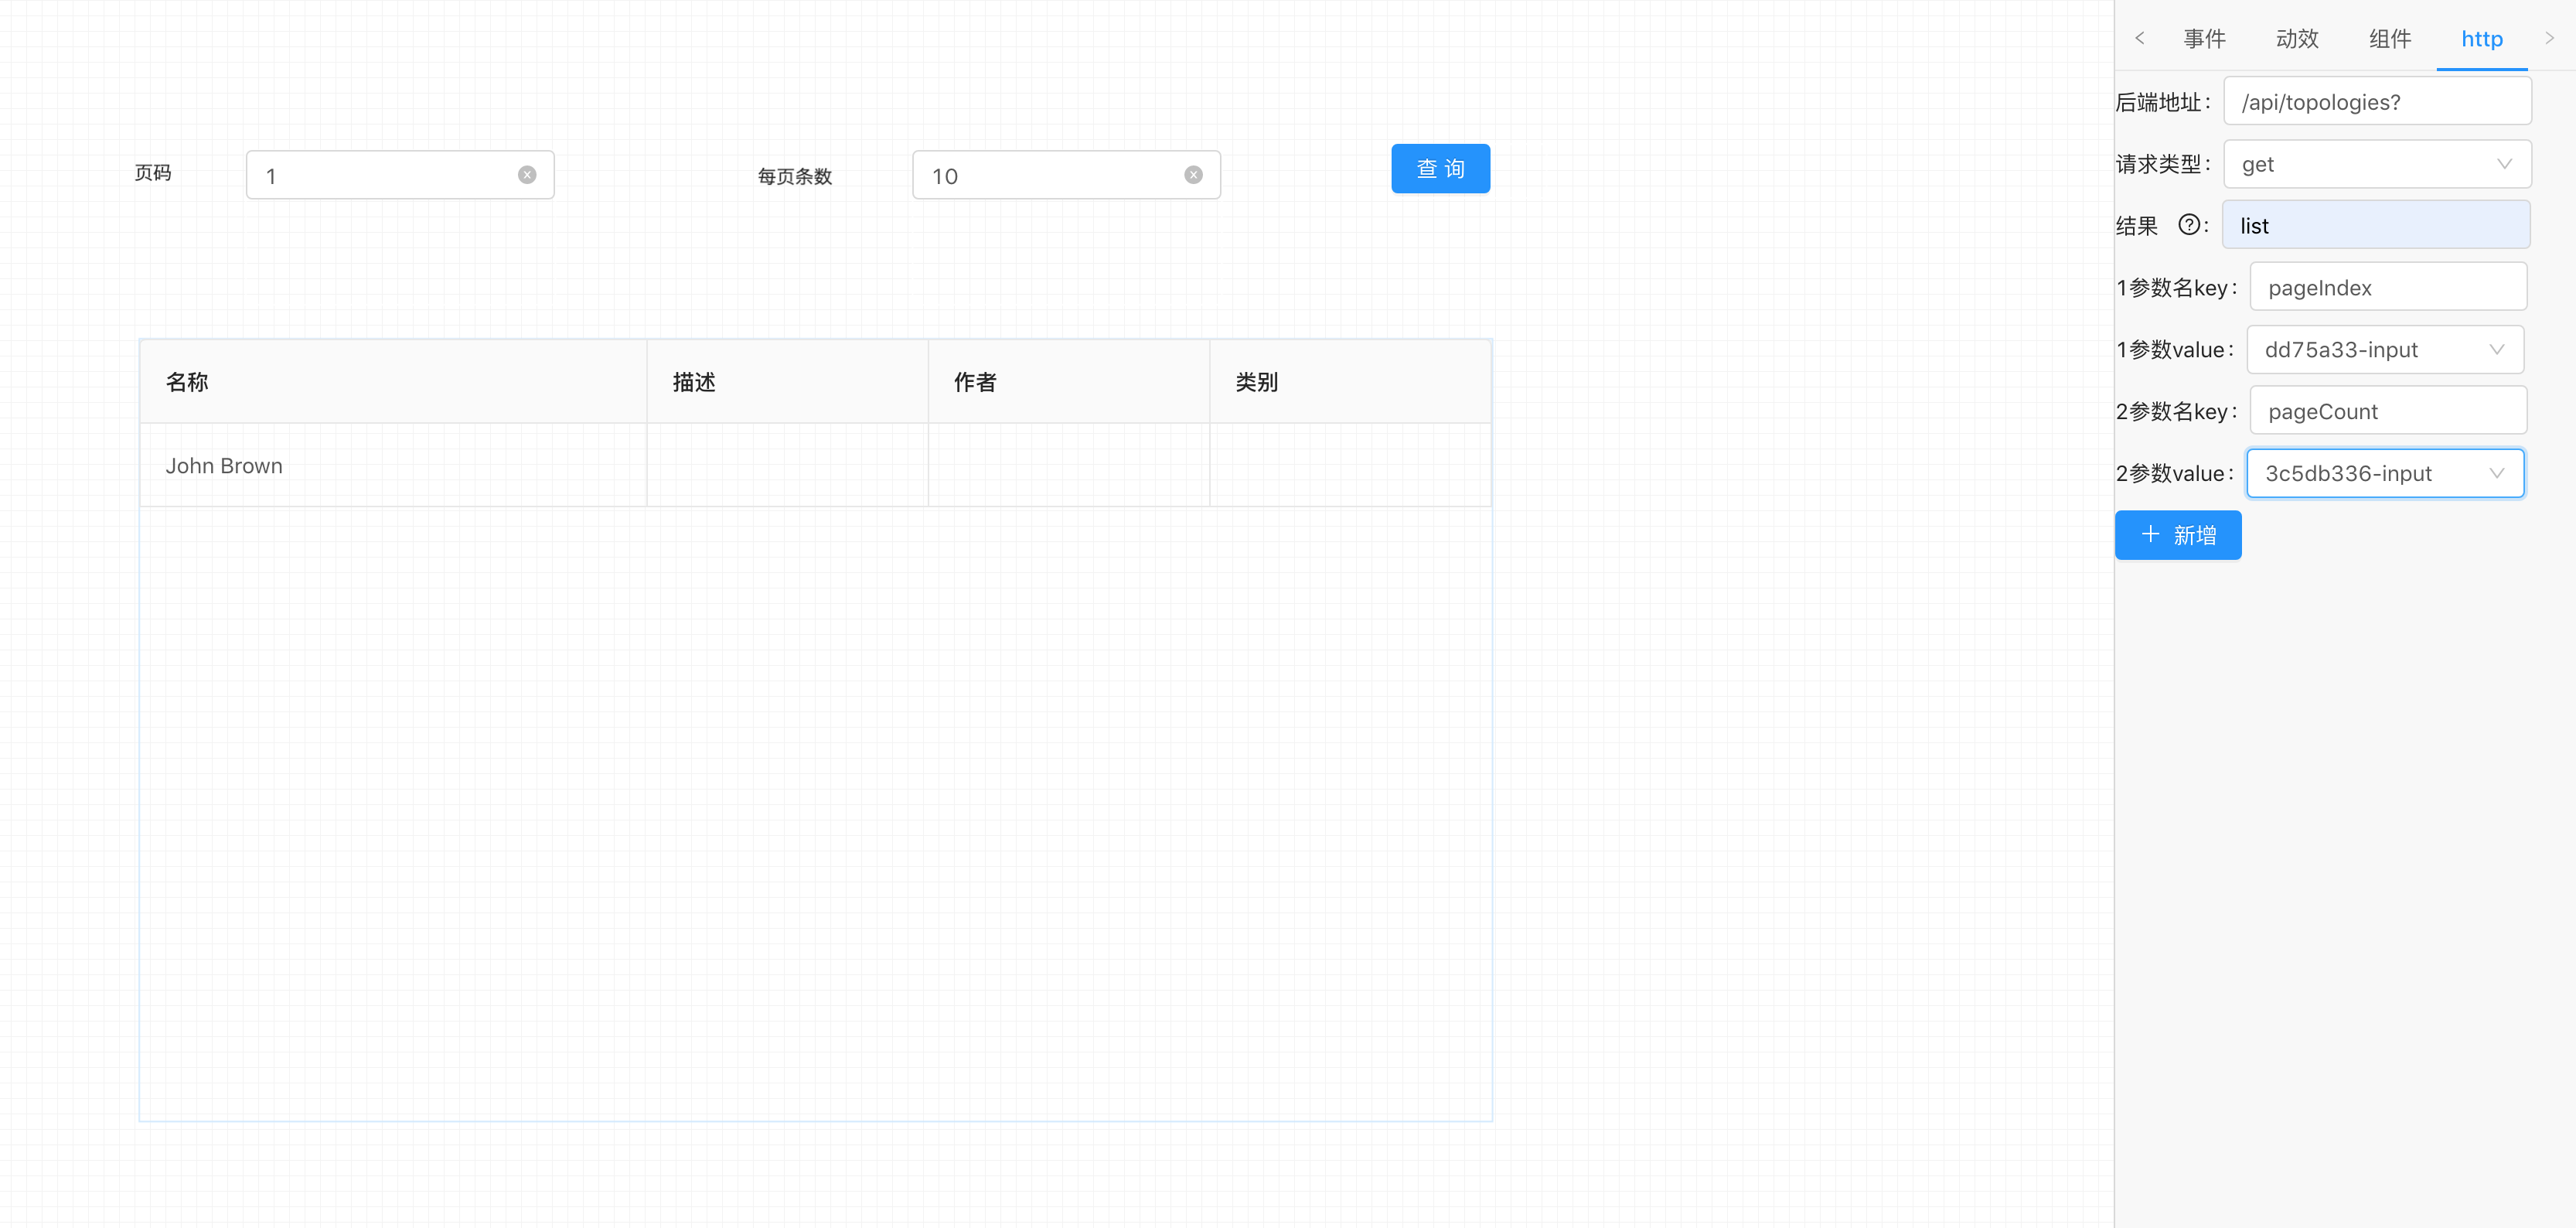 页码
1
每页条数
10
查 询
名称 描述 作者 类别
John Brown
事件 动效 组件 http
后端地址: /api/topologies?
请求类型: get
结果 ?: list
1参数名key: pageIndex
1参数value: dd75a33-input
2参数名key: pageCount
2参数value: 3c5db336-input
+ 新增